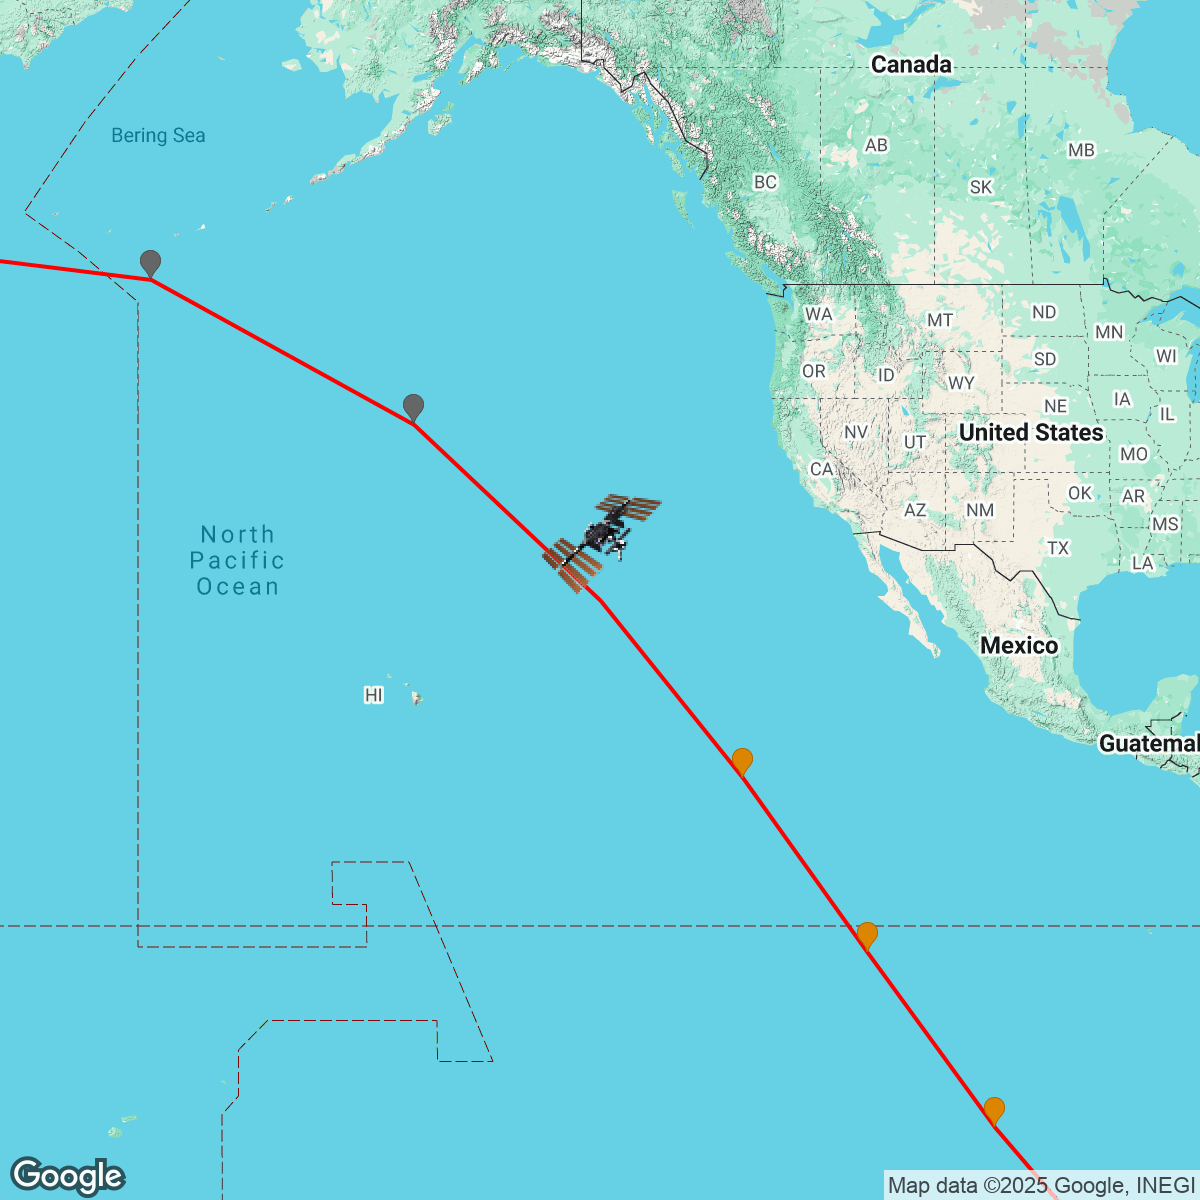 Canada
Bering Sea
AB
MB
BC
SK
WA
MT
ND
MN
OR
ID
SD
WI
WY
NE
IA
IL
NV
UT
United States
CA
MO
OK
AR
AZ
NM
MS
TX
LA
North
Pacific
Ocean
Mexico
HI
Guatemal
Google
Map data ©2025 Google, INEGI